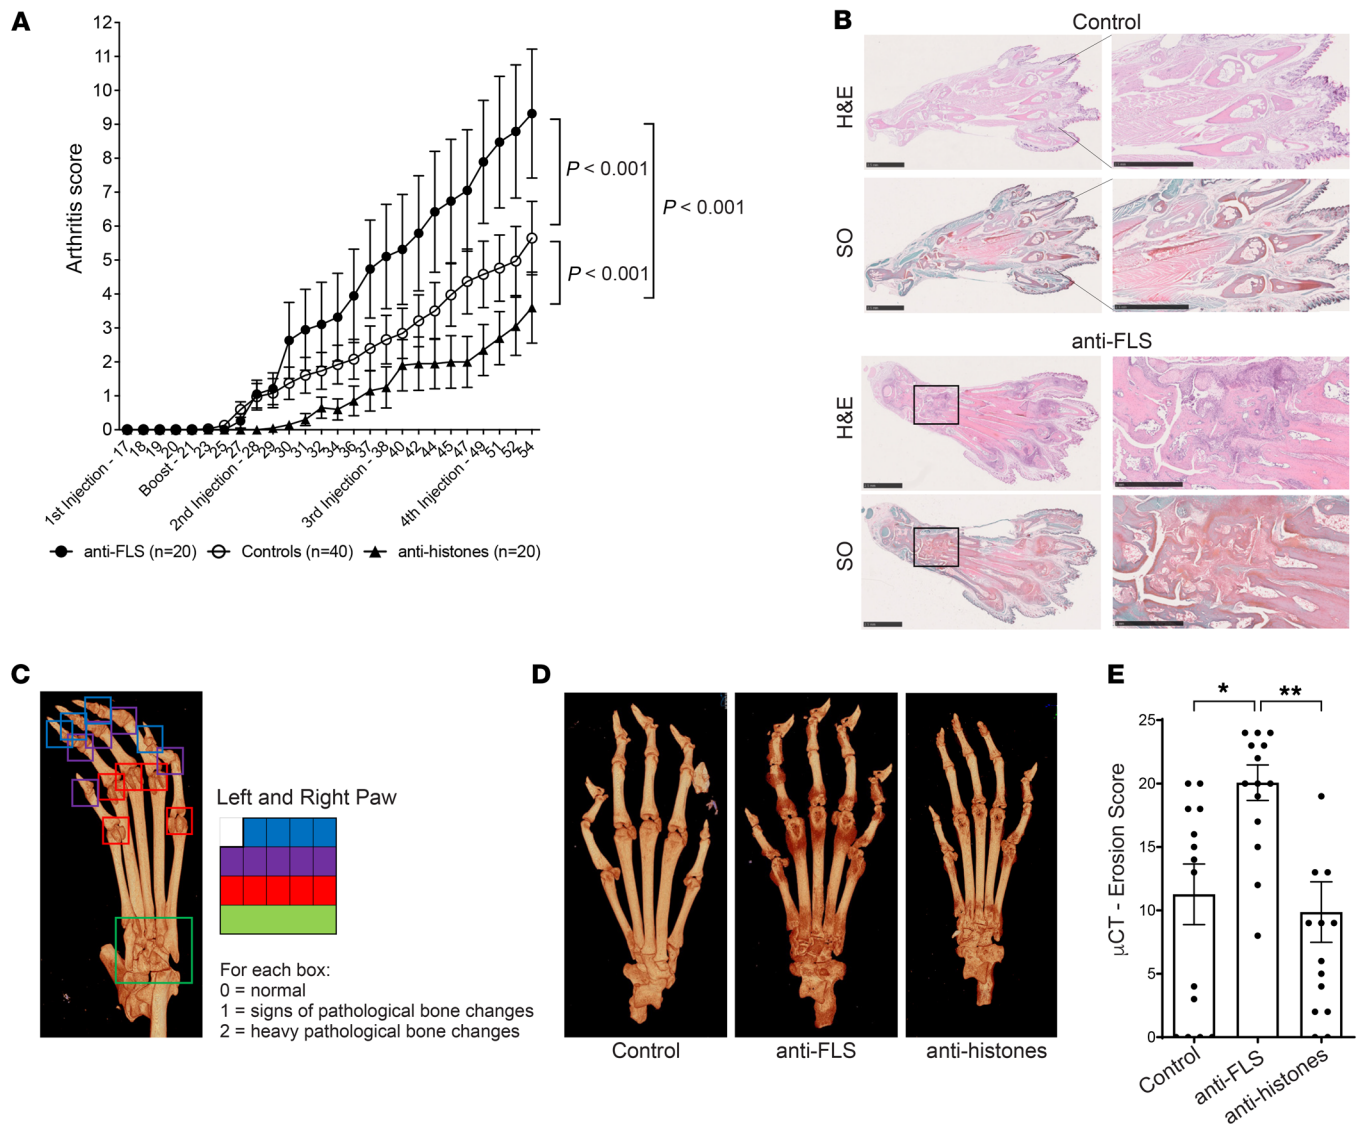 A
12
11
10
9
8
7
6
5
4
3
2
1
0
Arthritis score
P < 0.001
P < 0.001
P < 0.001
1st Injection - 17
18
19
20
Boost - 21
23
25
27
2nd Injection - 28
29
30
31
32
34
36
37
3rd Injection - 38
40
42
44
45
47
4th Injection - 49
51
52
54
anti-FLS (n=20) Controls (n=40) anti-histones (n=20)
B
Control
H&E
SO
anti-FLS
H&E
SO
C
Left and Right Paw
For each box:
0 = normal
1 = signs of pathological bone changes
2 = heavy pathological bone changes
D
Control anti-FLS anti-histones
E
* **
25
20
15
10
5
0
µCT - Erosion Score
Control
anti-FLS
anti-histones